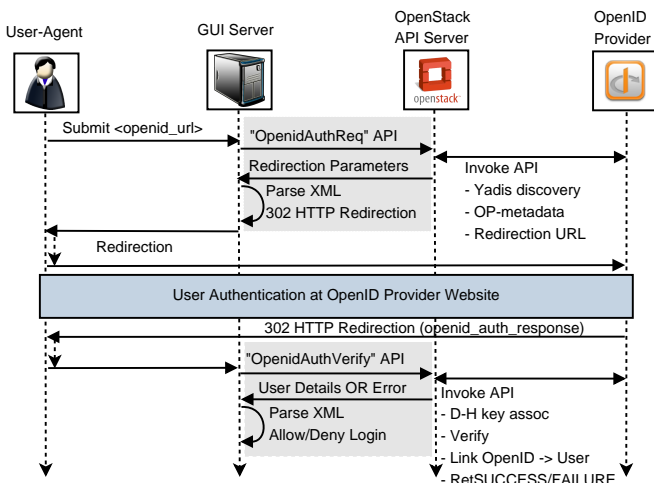 User-Agent
GUI Server
OpenStack
API Server
OpenID
Provider
openstack
Submit <openid_url>
"OpenidAuthReq" API
Redirection Parameters
Parse XML
302 HTTP Redirection
Invoke API
- Yadis discovery
- OP-metadata
- Redirection URL
Redirection
User Authentication at OpenID Provider Website
302 HTTP Redirection (openid_auth_response)
"OpenidAuthVerify" API
User Details OR Error
Parse XML
Allow/Deny Login
Invoke API
- D-H key assoc
- Verify
- Link OpenID -> User
- RetSUCCESS/FAILURE